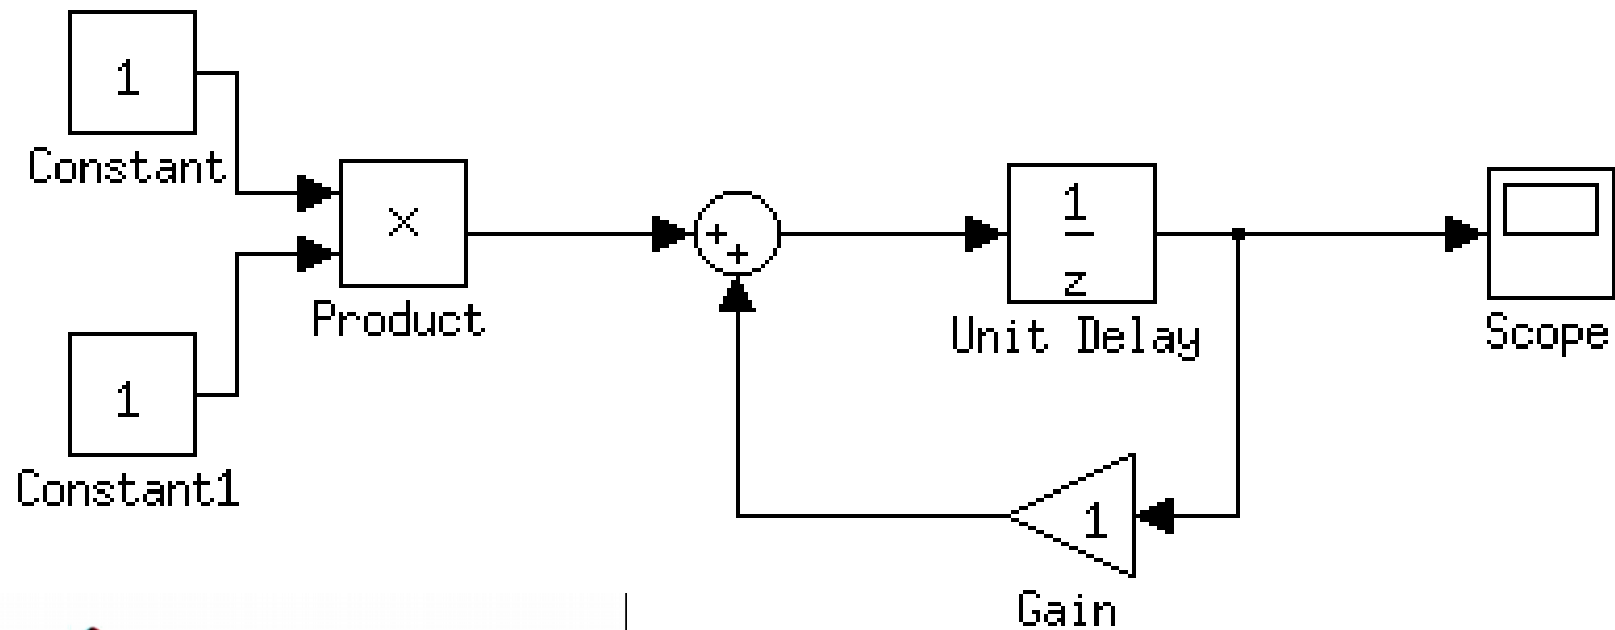 1
Constant
1
Constant1
×
Product
+
+
1
z
Unit Delay
Scope
1
Gain